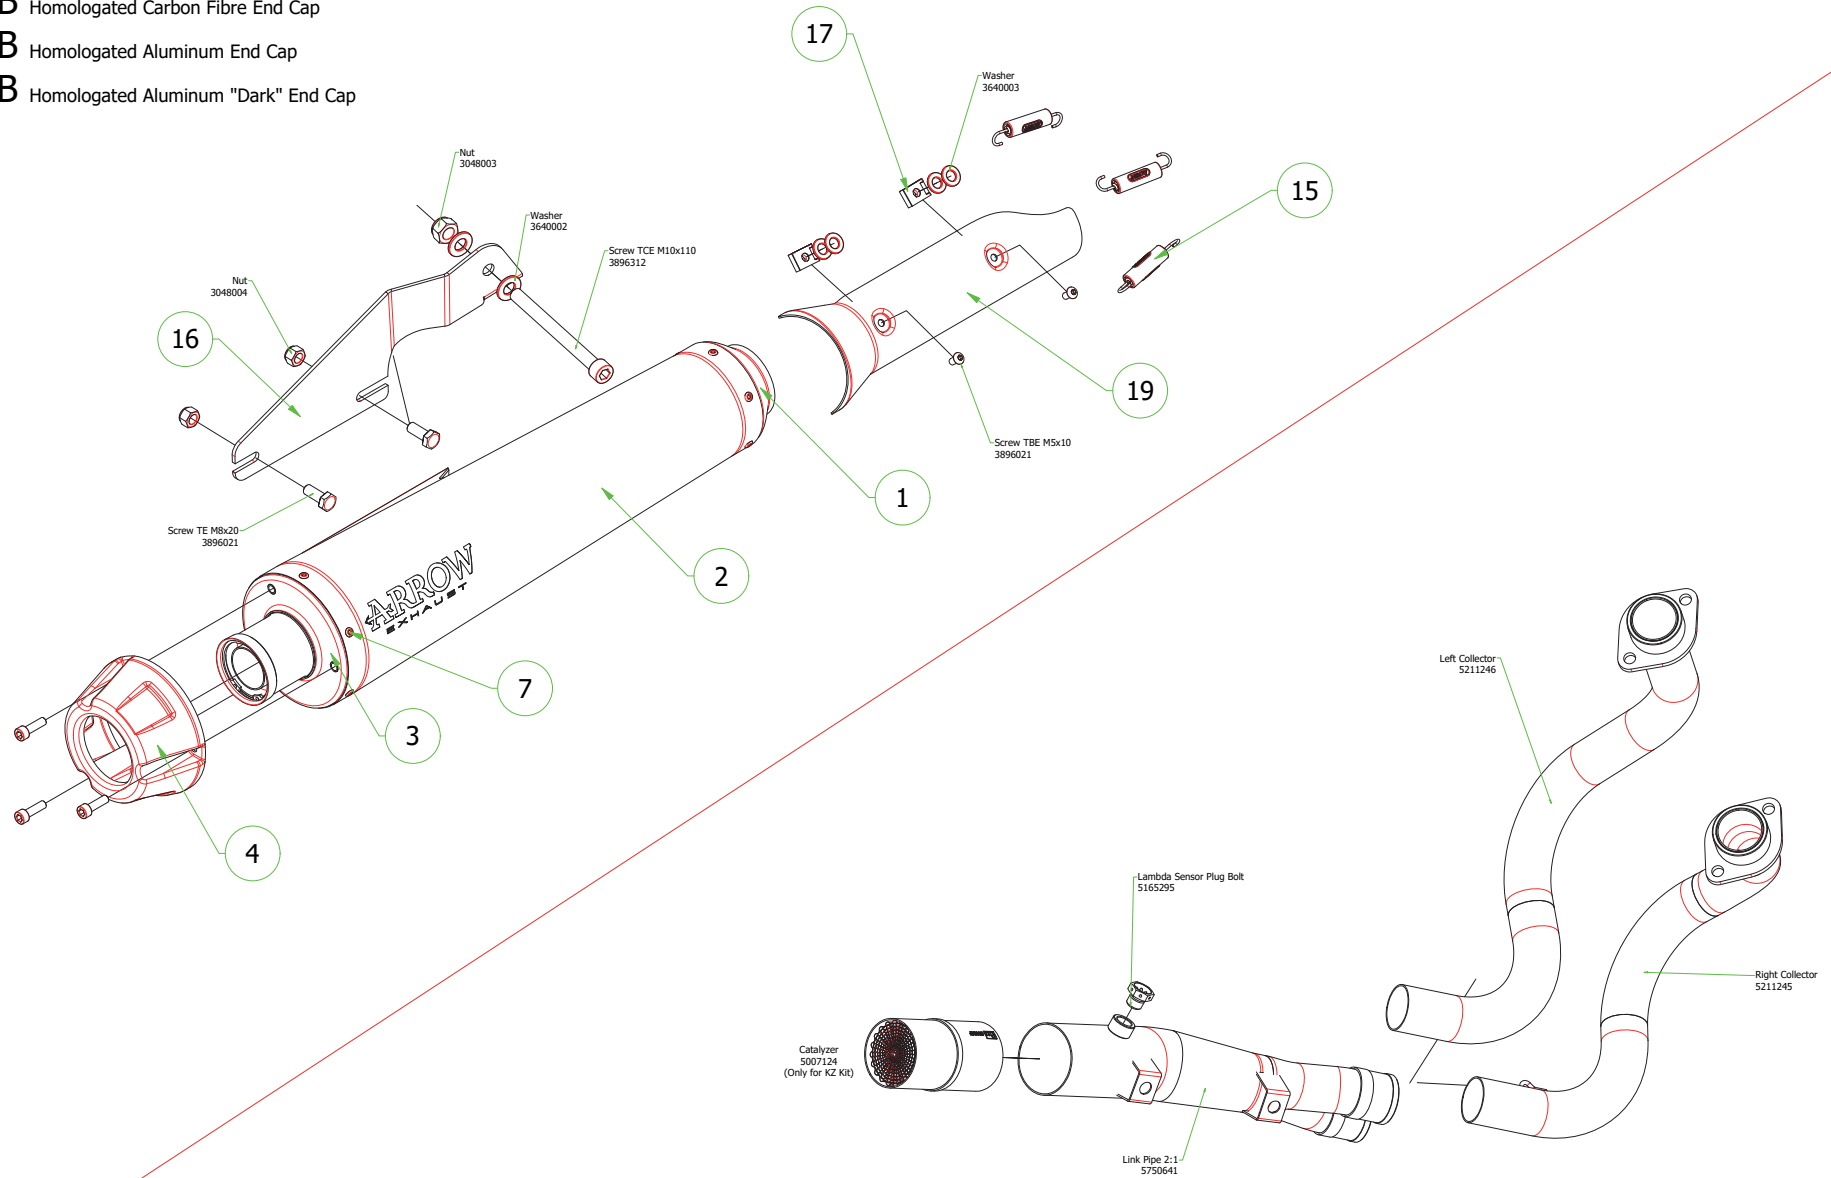 B Homologated Carbon Fibre End Cap
B Homologated Aluminum End Cap
B Homologated Aluminum "Dark" End Cap
17
Washer
3640003
Nut
3048003
15
Washer
3640002
Screw TCE M10x110
3896312
Nut
3048004
16
19
Screw TBE M5x10
3896021
1
Screw TE M8x20
3896021
2
ARROW
EXHAUST
7
3
4
Left Collector
5211246
Lambda Sensor Plug Bolt
5165295
Right Collector
5211245
Catalyzer
5007124
(Only for KZ Kit)
Link Pipe 2:1
5750641